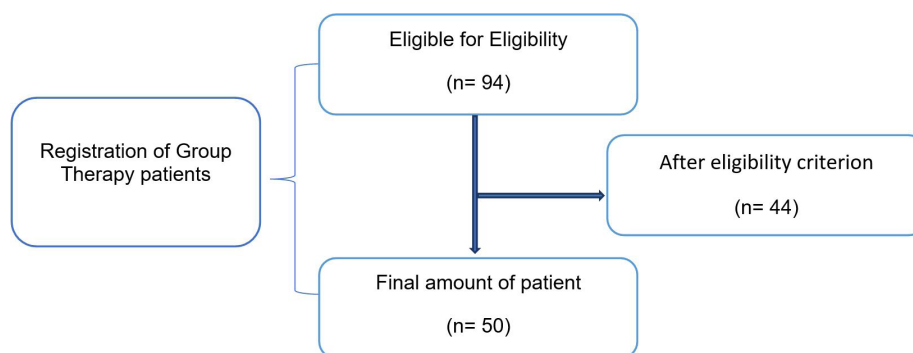 Eligible for Eligibility
(n= 94)
Registration of Group
Therapy patients
After eligibility criterion
(n= 44)
Final amount of patient
(n= 50)